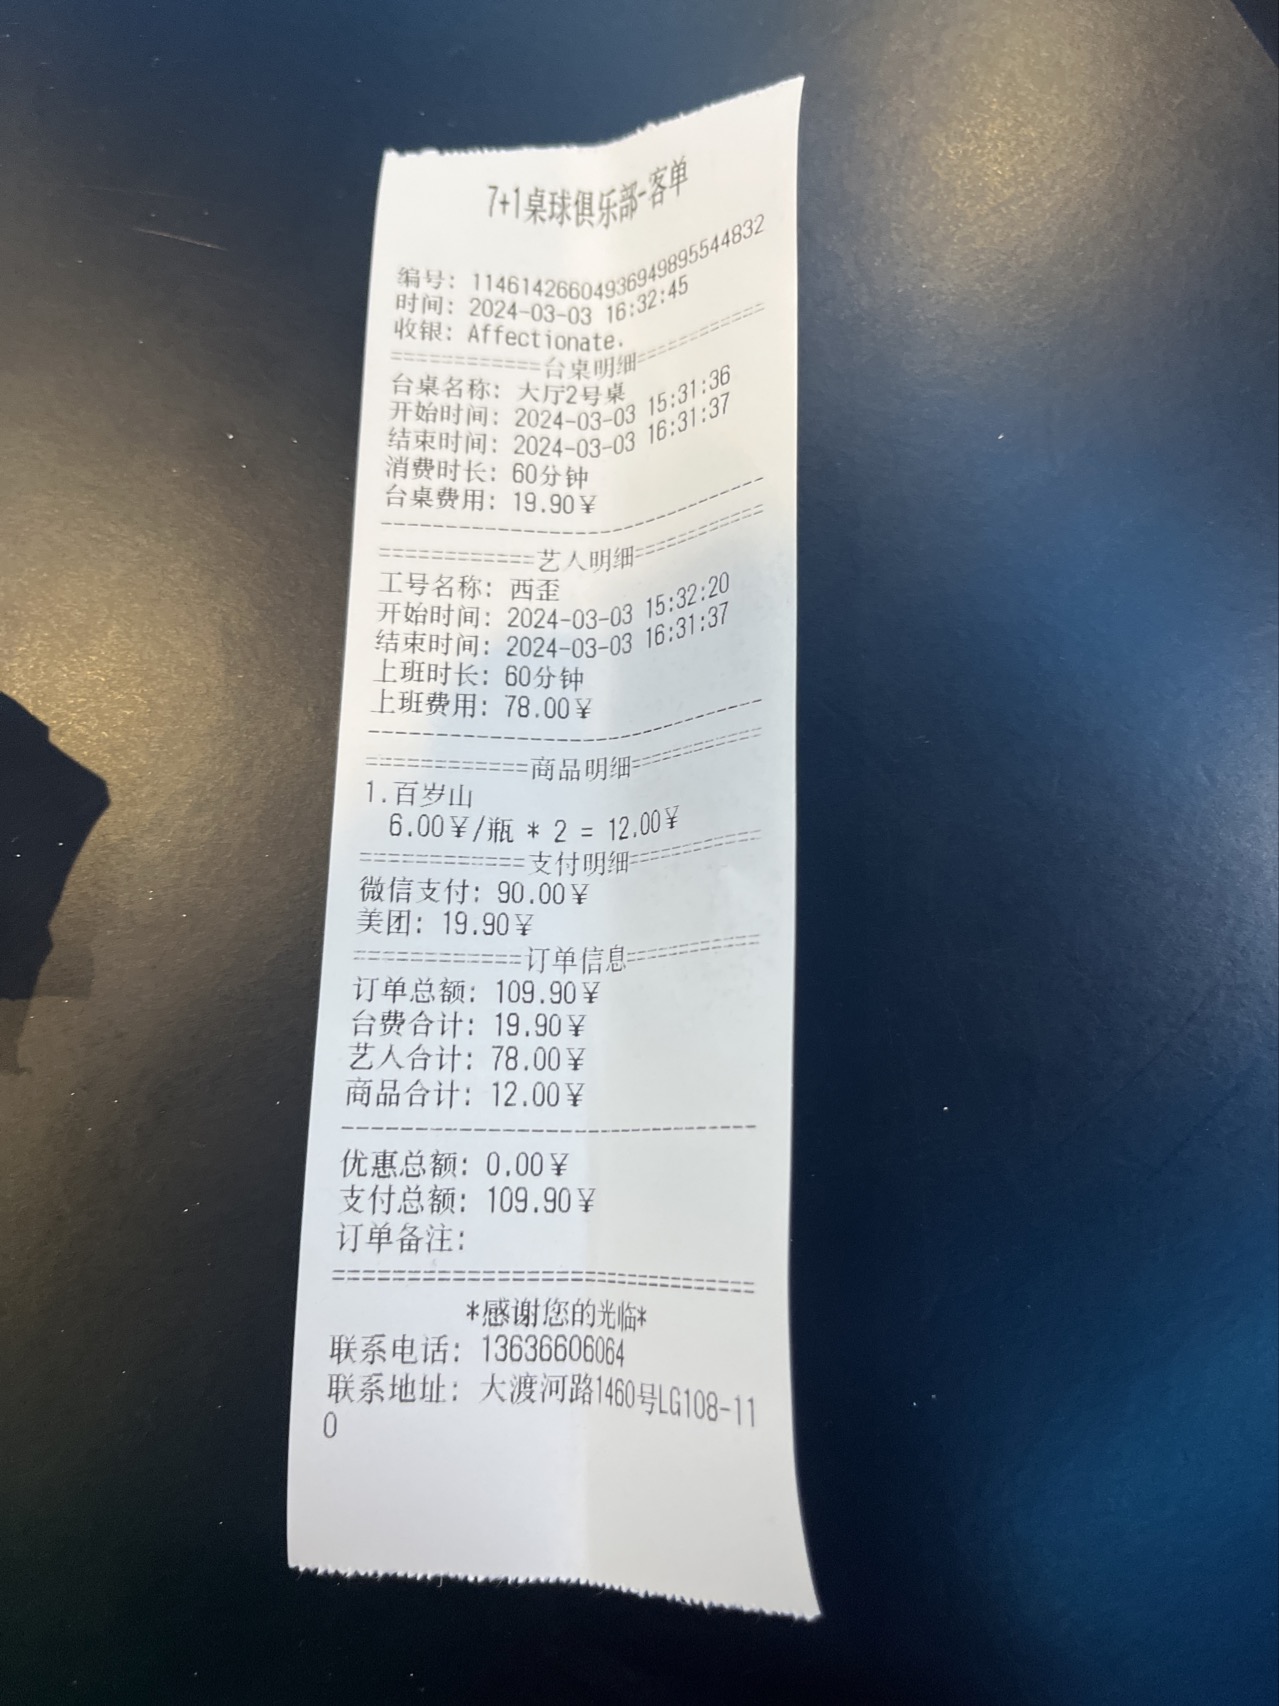 7+1桌球俱乐部-客单
编号: 1146142660493694989554​4832
时间: 2024-03-03 16:32:45
收银: Affectionate.
============台桌明细============
台桌名称: 大厅2号桌
开始时间: 2024-03-03 15:31:36
结束时间: 2024-03-03 16:31:37
消费时长: 60分钟
台桌费用: 19.90¥
--------------------------------
============艺人明细============
工号名称: 西歪
开始时间: 2024-03-03 15:32:20
结束时间: 2024-03-03 16:31:37
上班时长: 60分钟
上班费用: 78.00¥
--------------------------------
============商品明细============
1.百岁山
6.00¥/瓶 * 2 = 12.00¥
============支付明细============
微信支付: 90.00¥
美团: 19.90¥
============订单信息============
订单总额: 109.90¥
台费合计: 19.90¥
艺人合计: 78.00¥
商品合计: 12.00¥
--------------------------------
优惠总额: 0.00¥
支付总额: 109.90¥
订单备注:
================================
*感谢您的光临*
联系电话: 13636606064
联系地址: 大渡河路1460号LG108-11
0